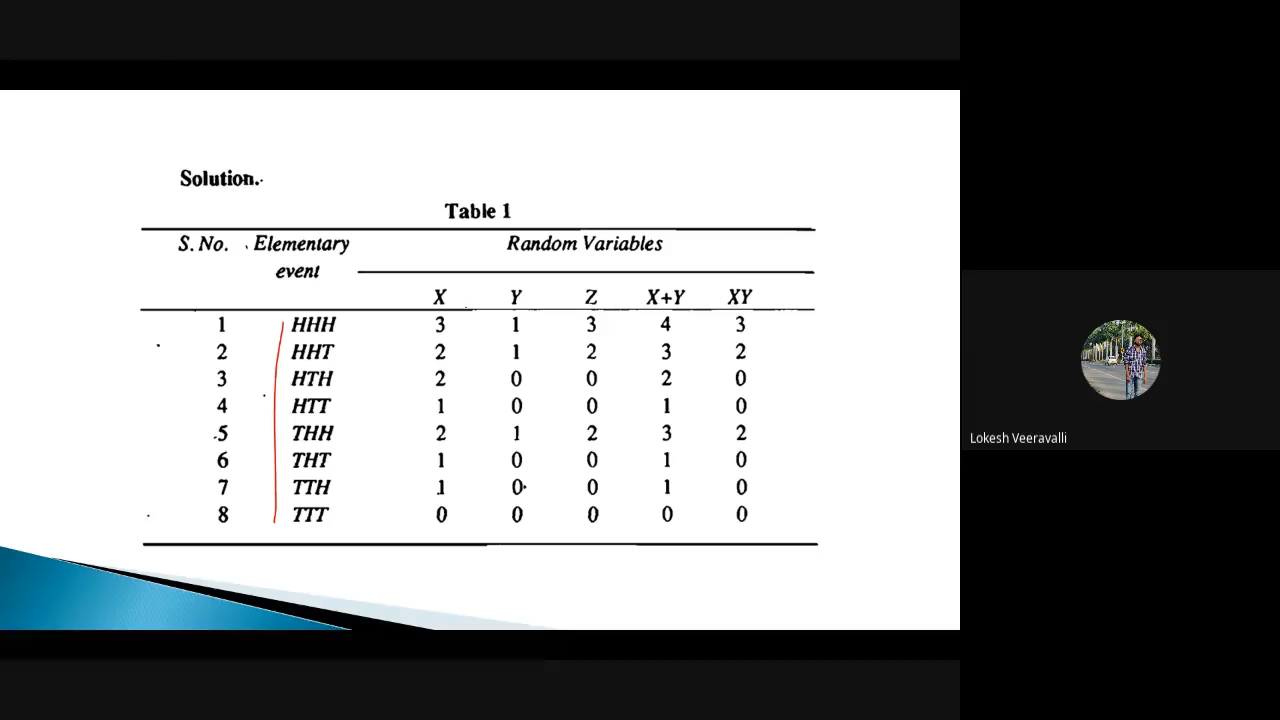 Solution.
Table 1
S. No. Elementary event Random Variables
X Y Z X+Y XY
1 HHH 3 1 3 4 3
2 HHT 2 1 2 3 2
3 HTH 2 0 0 2 0
4 HTT 1 0 0 1 0
5 THH 2 1 2 3 2
6 THT 1 0 0 1 0
7 TTH 1 0 0 1 0
8 TTT 0 0 0 0 0
Lokesh Veeravalli